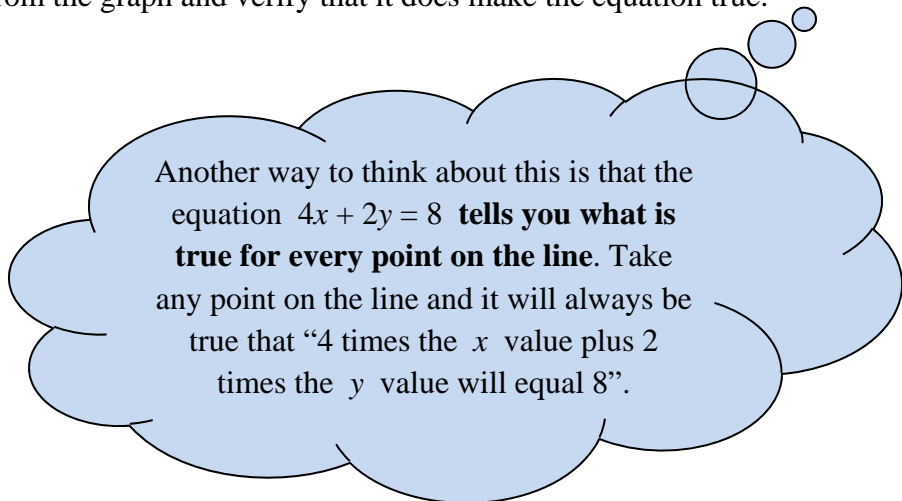 from the graph and verify that it does make the equation true.
Another way to think about this is that the
equation 4x + 2y = 8 tells you what is
true for every point on the line. Take
any point on the line and it will always be
true that “4 times the x value plus 2
times the y value will equal 8”.